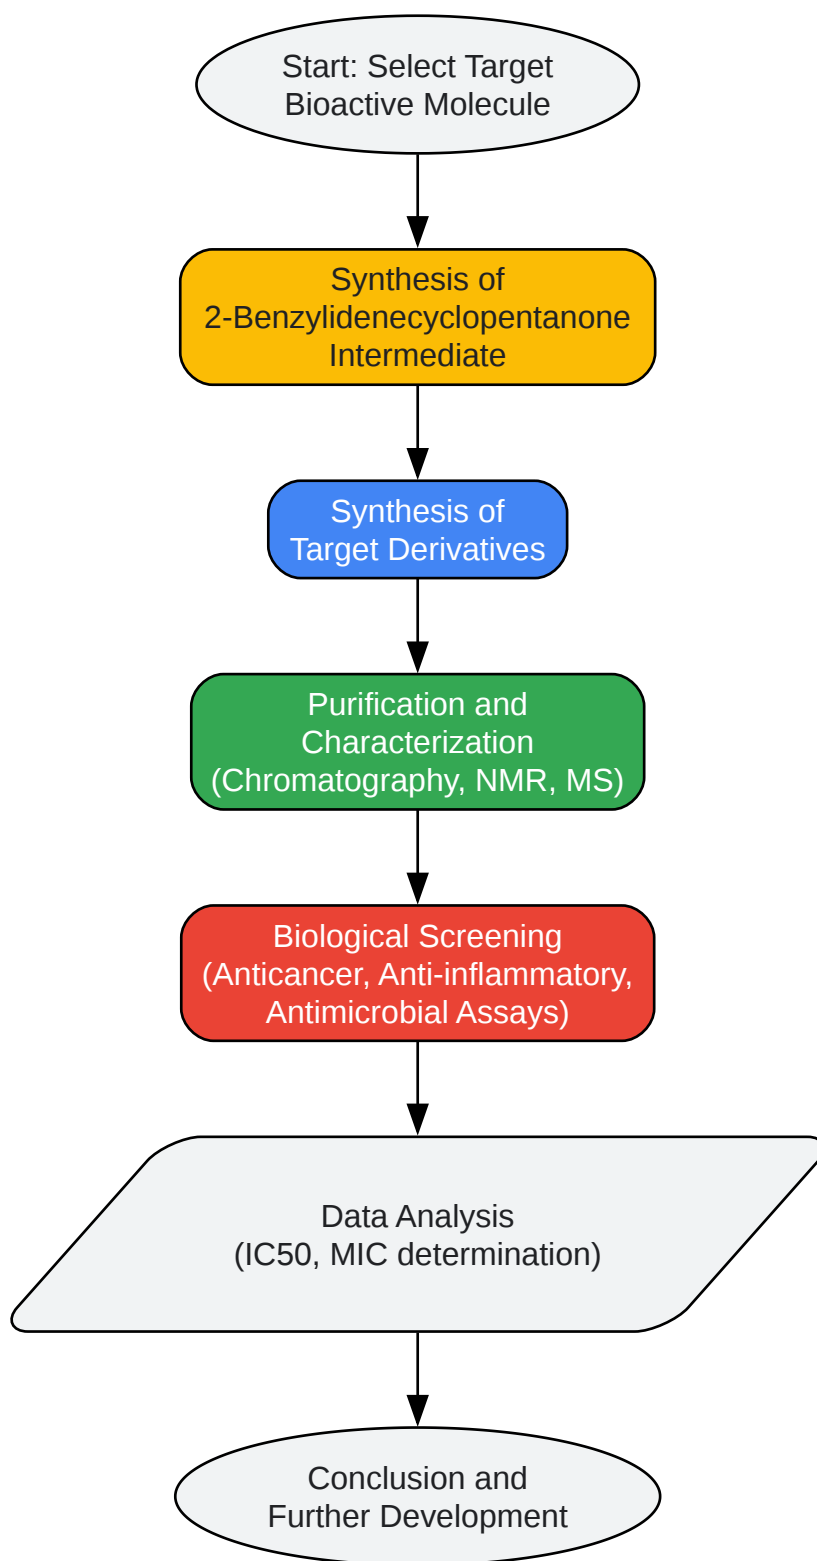 Start: Select Target
Bioactive Molecule
Synthesis of
2-Benzylidenecyclopentanone
Intermediate
Synthesis of
Target Derivatives
Purification and
Characterization
(Chromatography, NMR, MS)
Biological Screening
(Anticancer, Anti-inflammatory,
Antimicrobial Assays)
Data Analysis
(IC50, MIC determination)
Conclusion and
Further Development